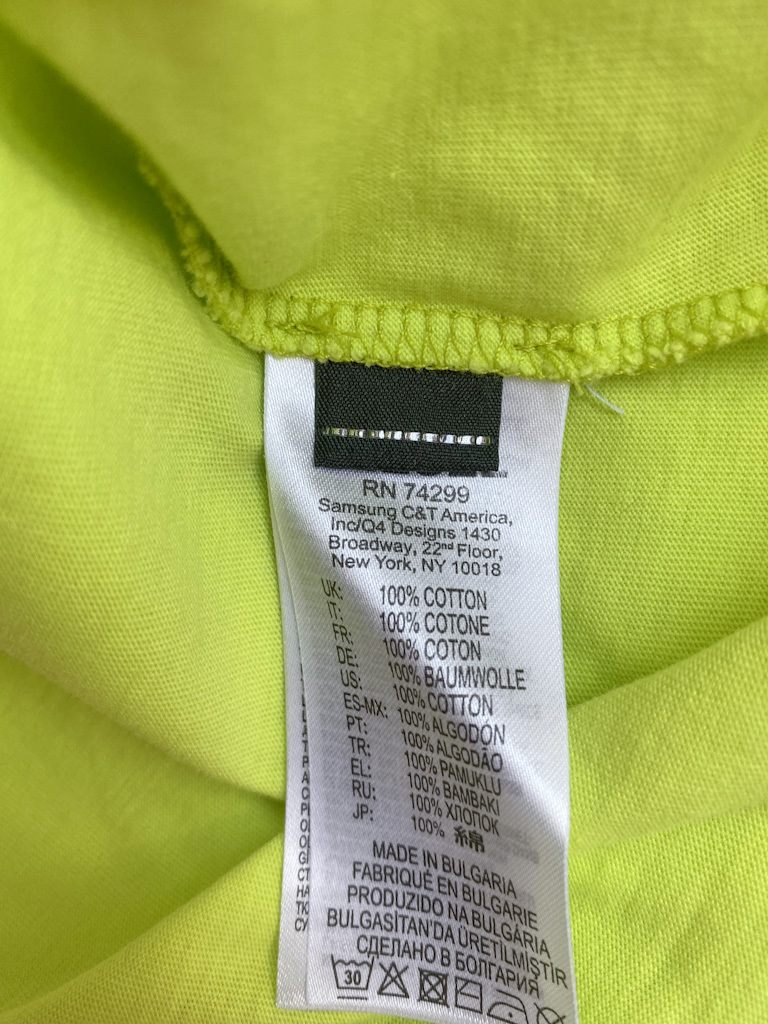 RN 74299
Samsung C&T America,
Inc/Q4 Designs 1430
Broadway, 22nd Floor,
New York, NY 10018
UK: 100% COTTON
IT: 100% COTONE
FR: 100% COTON
DE: 100% BAUMWOLLE
US: 100% COTTON
ES-MX: 100% ALGODÓN
PT: 100% ALGODÃO
TR: 100% PAMUKLU
EL: 100% BAMBAKI
RU: 100% ХЛОПОК
JP: 100% 綿
MADE IN BULGARIA
FABRIQUÉ EN BULGARIE
PRODUZIDO NA BULGÁRIA
BULGASİTAN'DA ÜRETİLMİŞTİR
СДЕЛАНО В БОЛГАРИЯ
30